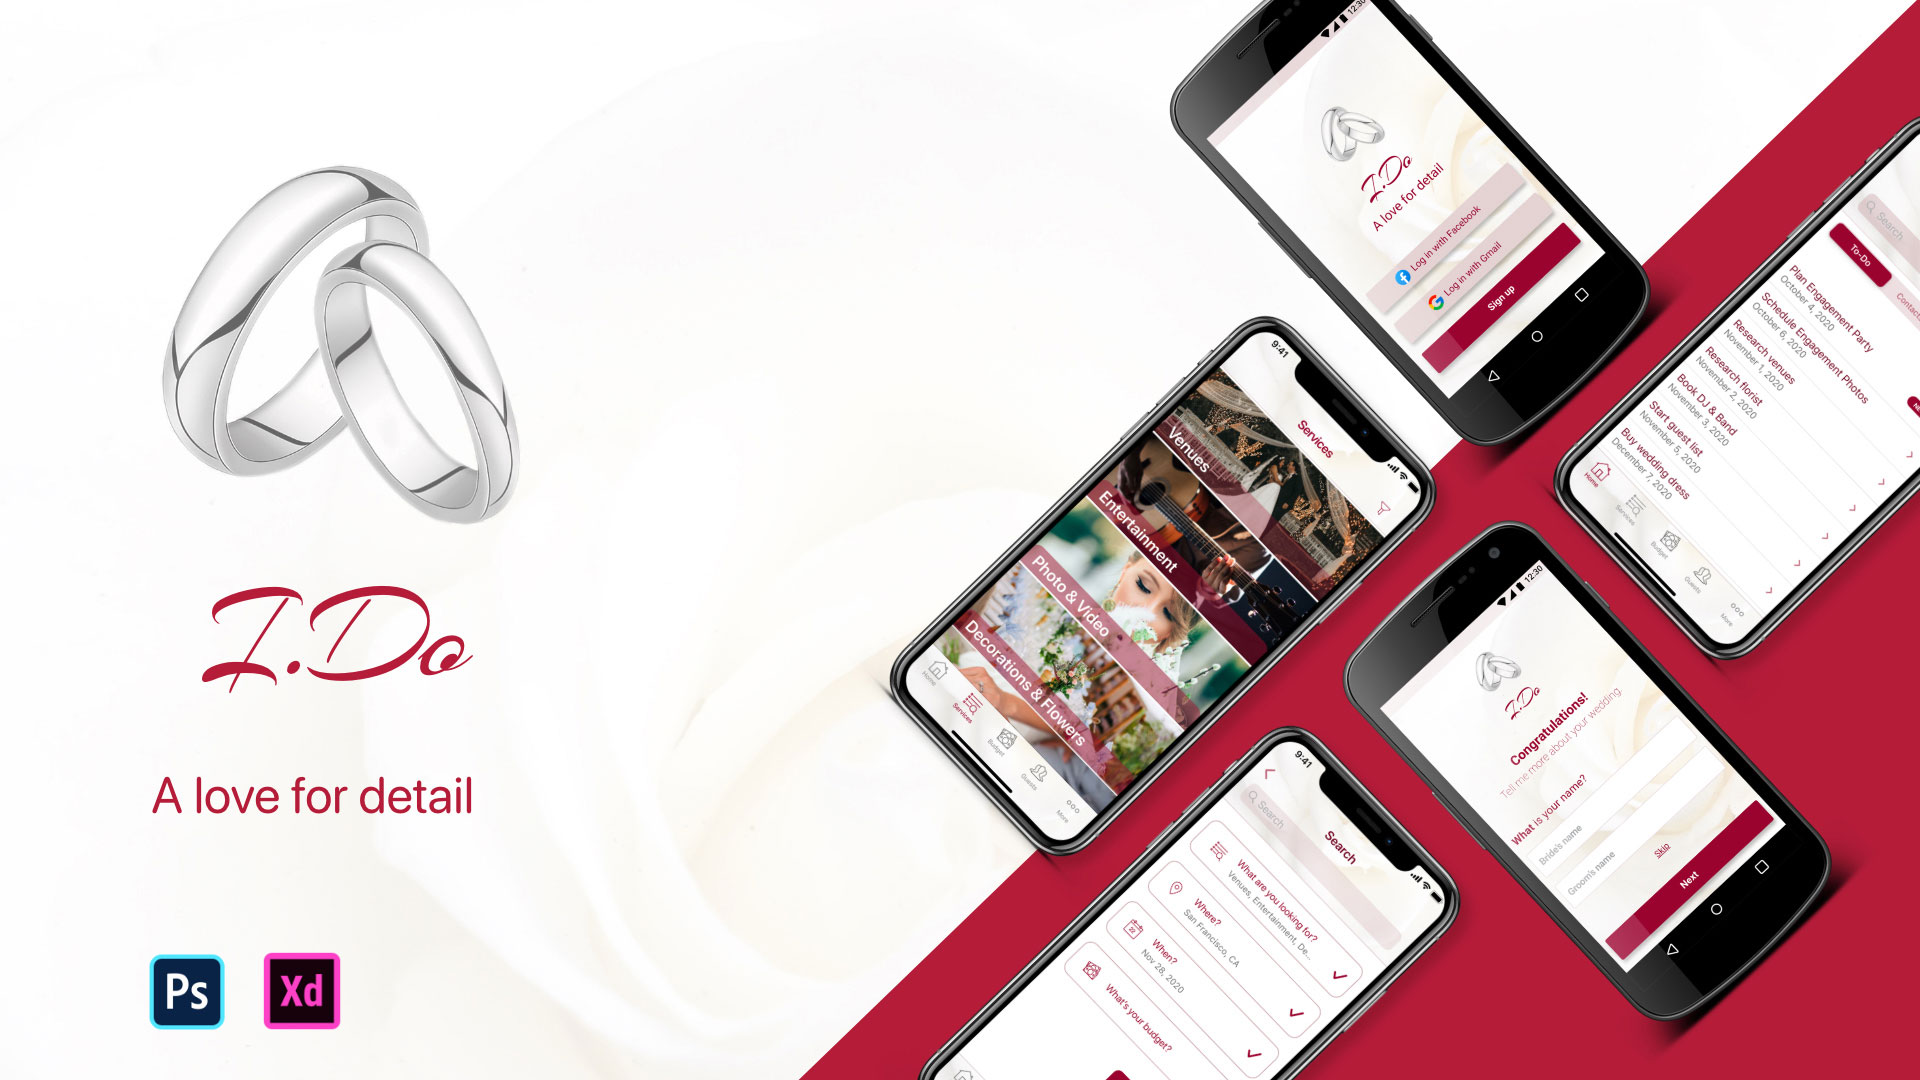 I.Do
A love for detail
Ps
Xd
12:30
I.Do
A love for detail
Log in with Facebook
Log in with Gmail
Sign up
9:41
Services
Venues
Entertainment
Photo & Video
Decorations & Flowers
Home
Services
Budget
Guests
More
Search
To-Do
Plan Engagement Party
October 4, 2020
Schedule Engagement Photos
October 6, 2020
Research venues
November 1, 2020
Research florist
November 2, 2020
Book DJ & Band
November 3, 2020
Start guest list
November 5, 2020
Buy wedding dress
December 7, 2020
Home
Services
Budget
Guests
More
12:30
I.Do
Congratulations!
Tell me more about your wedding.
What is your name?
Bride's name
Groom's name
Skip
Next
9:41
Search
Search
What are you looking for?
Venues, Entertainment, De...
Where?
San Francisco, CA
When?
Nov 28, 2020
What's your budget?